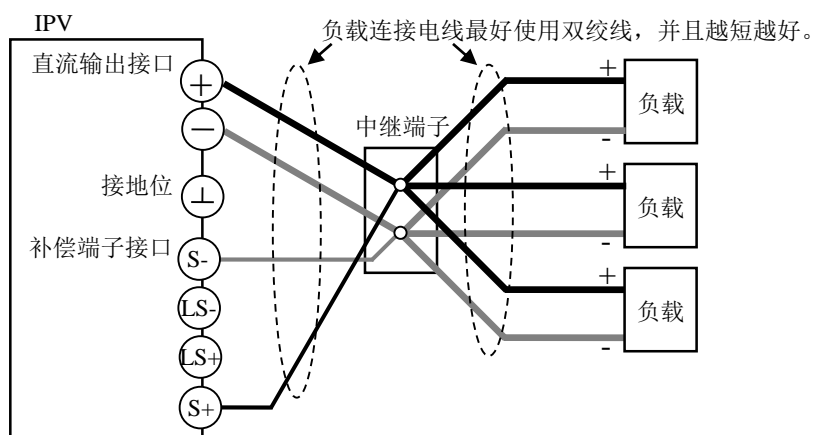 IPV
负载连接电线最好使用双绞线，并且越短越好。
直流输出接口
+
－
接地位
⊥
补偿端子接口
S-
LS-
LS+
S+
中继端子
+
负载
-
+
负载
-
+
负载
-